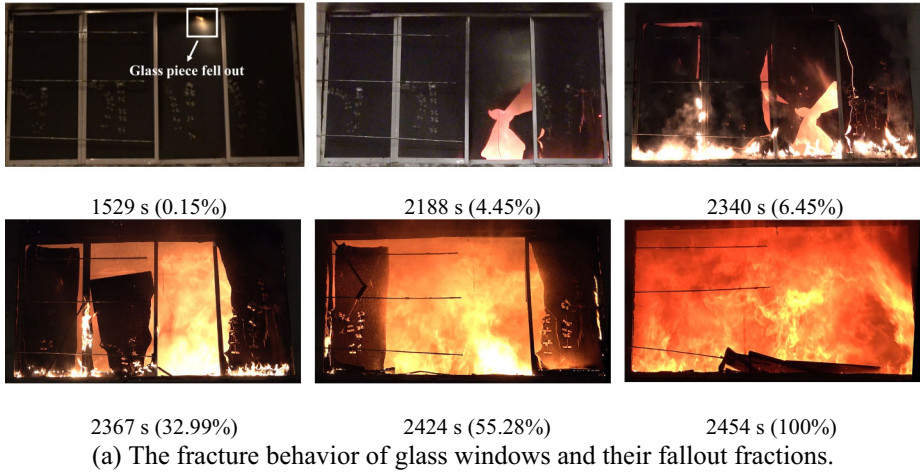 Glass piece fell out
1529 s (0.15%)
2188 s (4.45%)
2340 s (6.45%)
2367 s (32.99%)
2424 s (55.28%)
2454 s (100%)
(a) The fracture behavior of glass windows and their fallout fractions.